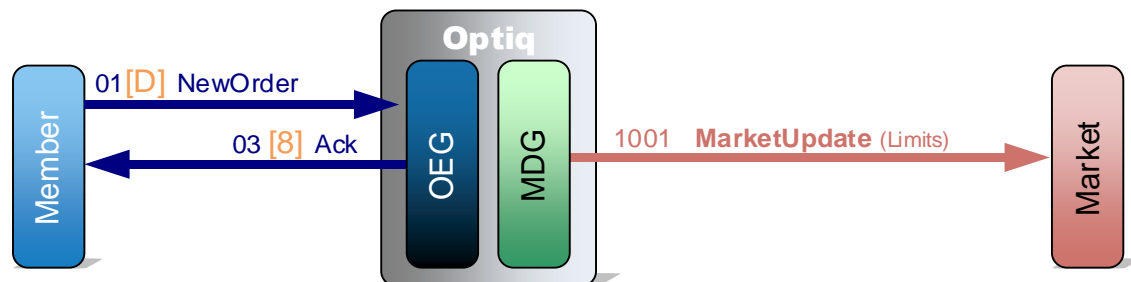 Optiq
01[D] NewOrder
03 [8] Ack
1001 MarketUpdate (Limits)
Member
OEG
MDG
Market